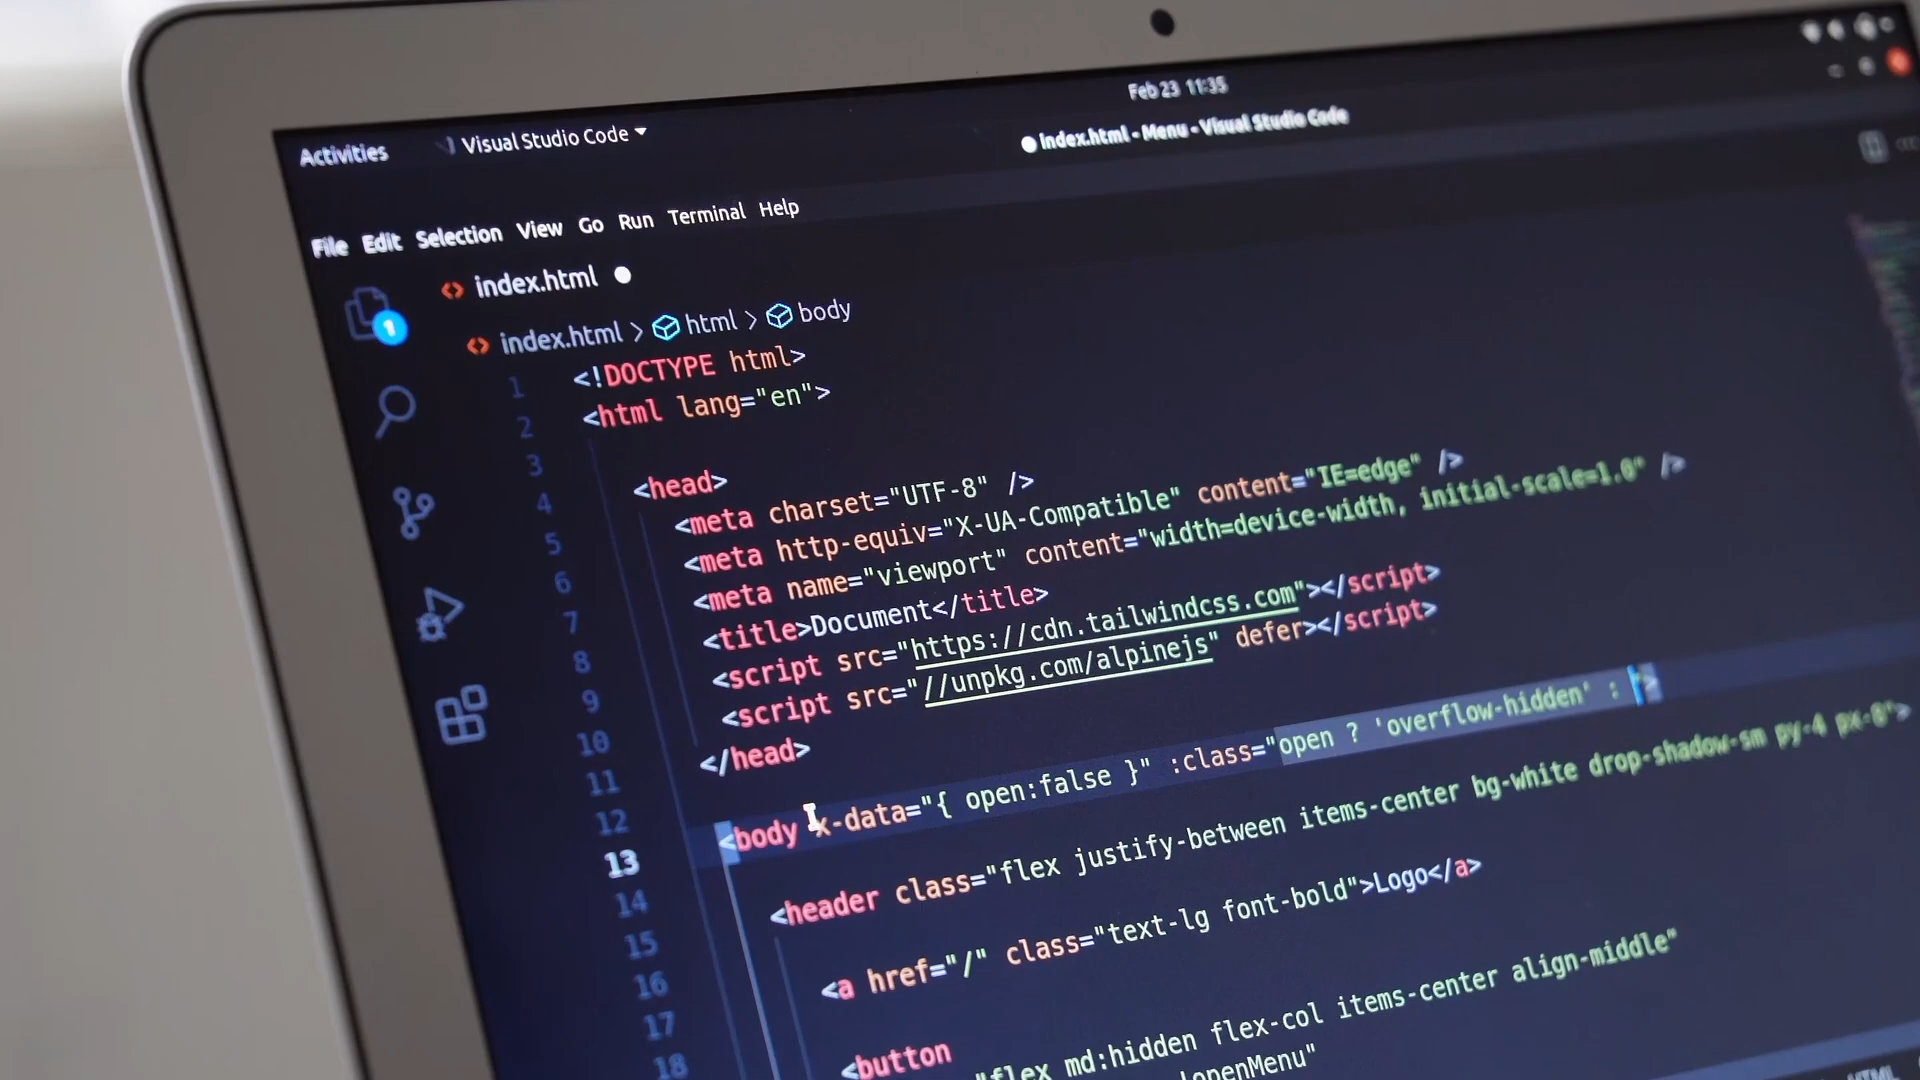 Feb 23 11:35
Activities Visual Studio Code
index.html - Menu - Visual Studio Code
File Edit Selection View Go Run Terminal Help
index.html
1
index.html > html > body
1 <!DOCTYPE html>
2 <html lang="en">
3
4 <head>
5 <meta charset="UTF-8" />
6 <meta http-equiv="X-UA-Compatible" content="IE=edge" />
7 <meta name="viewport" content="width=device-width, initial-scale=1.0" />
8 <title>Document</title>
9 <script src="https://cdn.tailwindcss.com"></script>
10 <script src="//unpkg.com/alpinejs" defer></script>
11 </head>
12
13 <body x-data="{ open:false }" :class="open ? 'overflow-hidden' :
14
15 <header class="flex justify-between items-center bg-white drop-shadow-sm py-4 px-8">
16
17 <a href="/" class="text-lg font-bold">Logo</a>
18
<button
"flex md:hidden flex-col items-center align-middle"
openMenu"
HTML